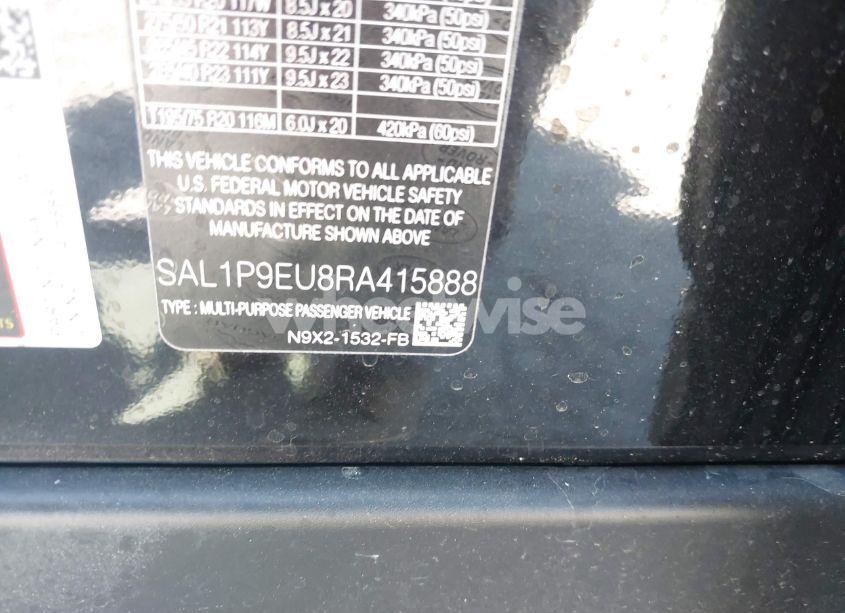 117W 8.5J x 20 340kPa (50psi)
R21 113Y 8.5J x 21 340kPa (50psi)
R22 114Y 9.5J x 22 340kPa (50psi)
R23 111Y 9.5J x 23 340kPa (50psi)
T195/75 R20 116M 6.0J x 20 420kPa (60psi)
THIS VEHICLE CONFORMS TO ALL APPLICABLE
U.S. FEDERAL MOTOR VEHICLE SAFETY
STANDARDS IN EFFECT ON THE DATE OF
MANUFACTURE SHOWN ABOVE
SAL1P9EU8RA415888
TYPE : MULTI-PURPOSE PASSENGER VEHICLE
N9X2-1532-FB